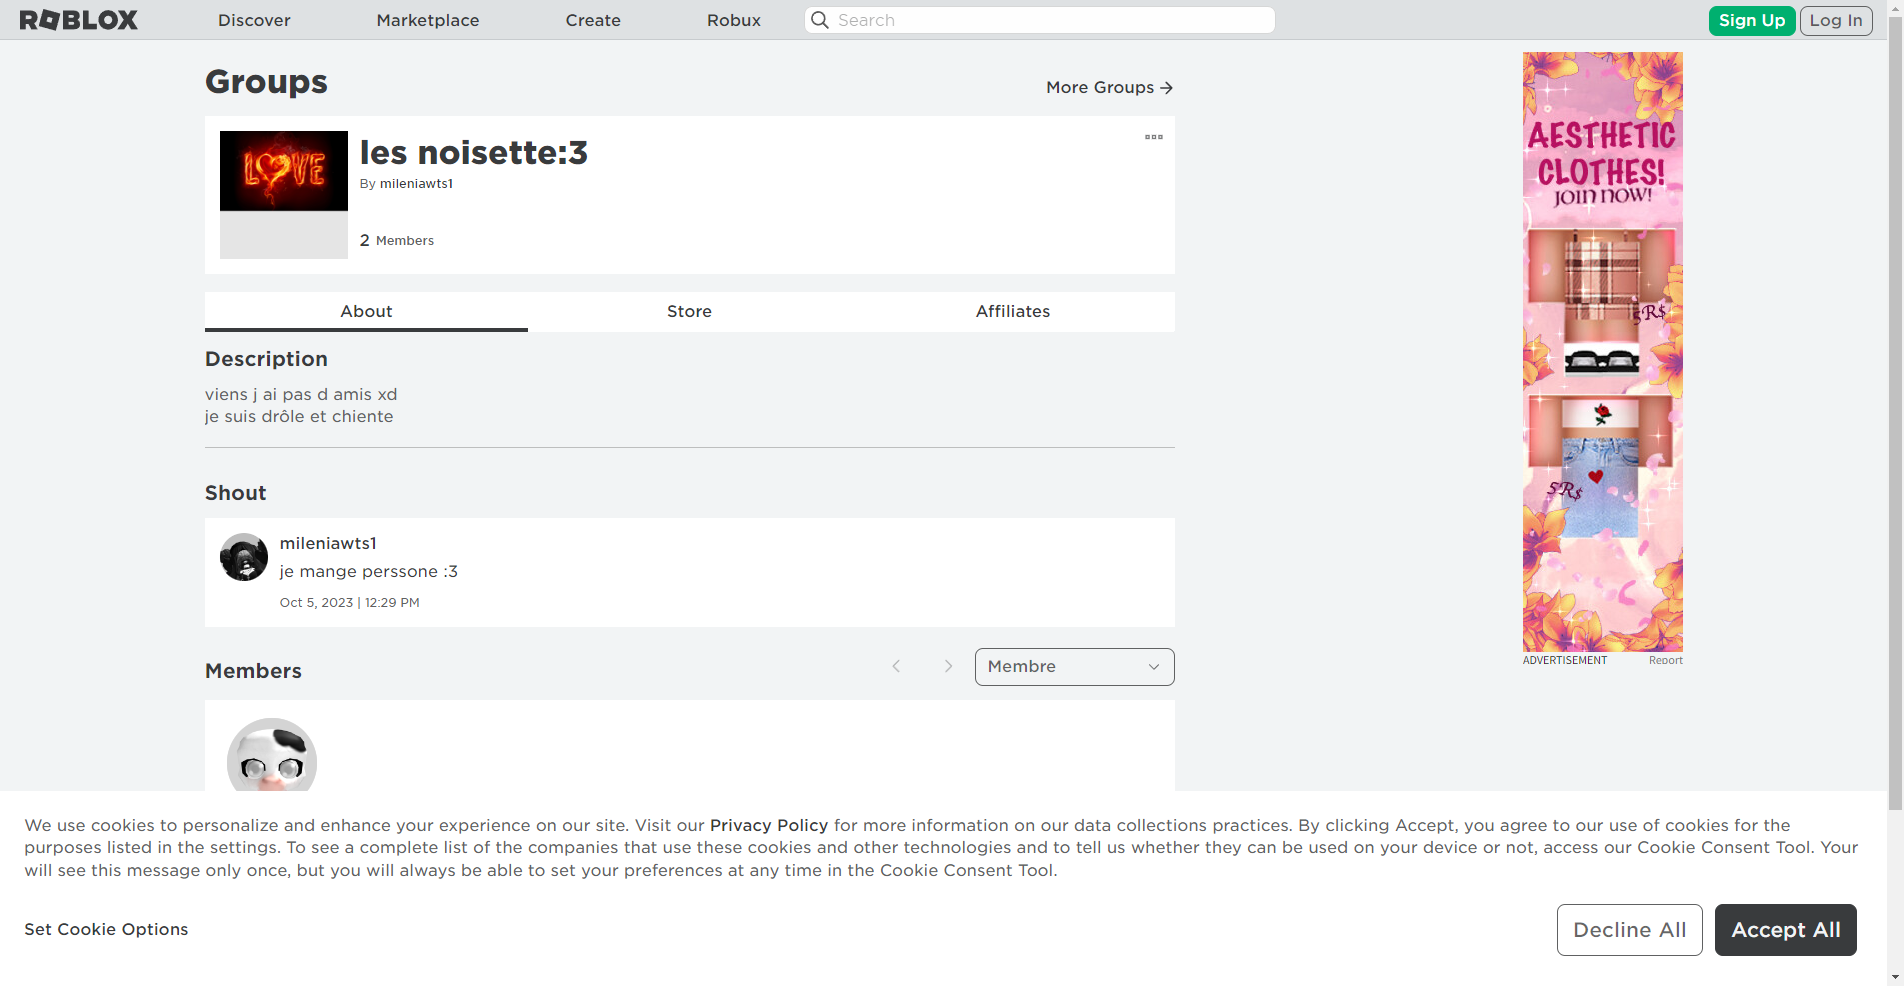 ROBLOX
Discover
Marketplace
Create
Robux
Search
Sign Up
Log In
Groups
More Groups →
LOVE
les noisette:3
By mileniawts1
2 Members
About
Store
Affiliates
Description
viens j ai pas d amis xd
je suis drôle et chiente
Shout
mileniawts1
je mange perssone :3
Oct 5, 2023 | 12:29 PM
Members
Membre
AESTHETIC
CLOTHES!
JOIN NOW!
5R$
5R$
ADVERTISEMENT
Report
We use cookies to personalize and enhance your experience on our site. Visit our Privacy Policy for more information on our data collections practices. By clicking Accept, you agree to our use of cookies for the
purposes listed in the settings. To see a complete list of the companies that use these cookies and other technologies and to tell us whether they can be used on your device or not, access our Cookie Consent Tool. Your
will see this message only once, but you will always be able to set your preferences at any time in the Cookie Consent Tool.
Set Cookie Options
Decline All
Accept All